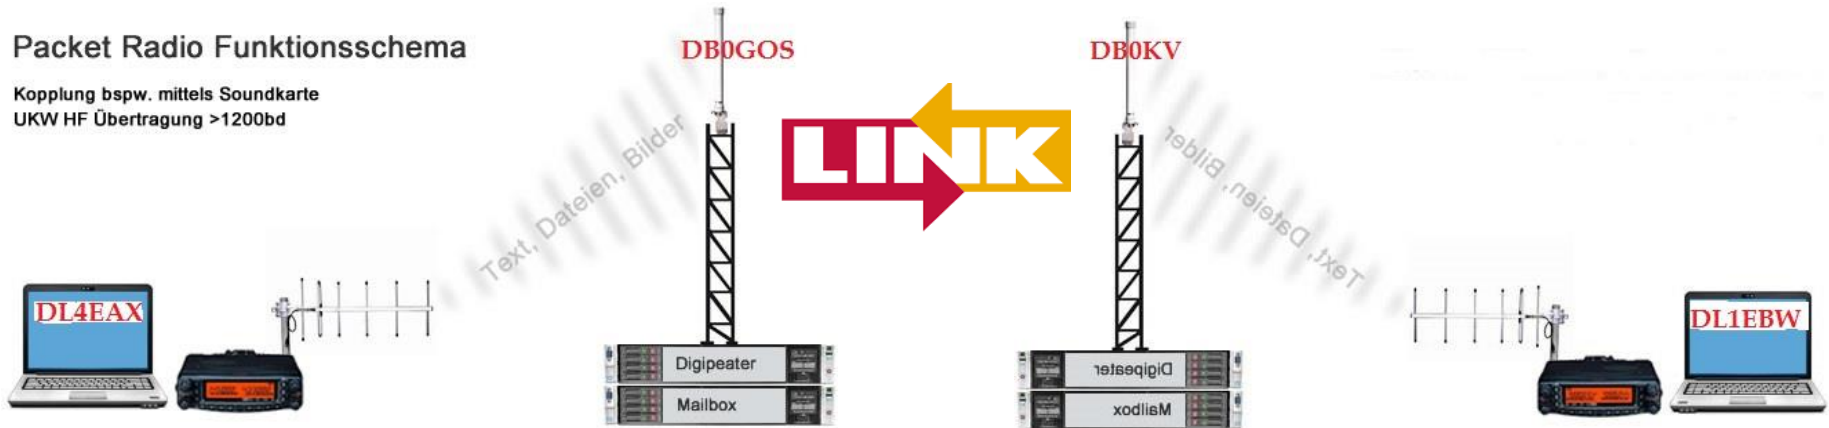 Packet Radio Funktionsschema
Kopplung bspw. mittels Soundkarte
UKW HF Übertragung >1200bd
DB0GOS
DB0KV
LINK
Text, Dateien, Bilder
Text, Dateien, Bilder
DL4EAX
DL1EBW
Digipeater
Mailbox
Digipeater
Mailbox